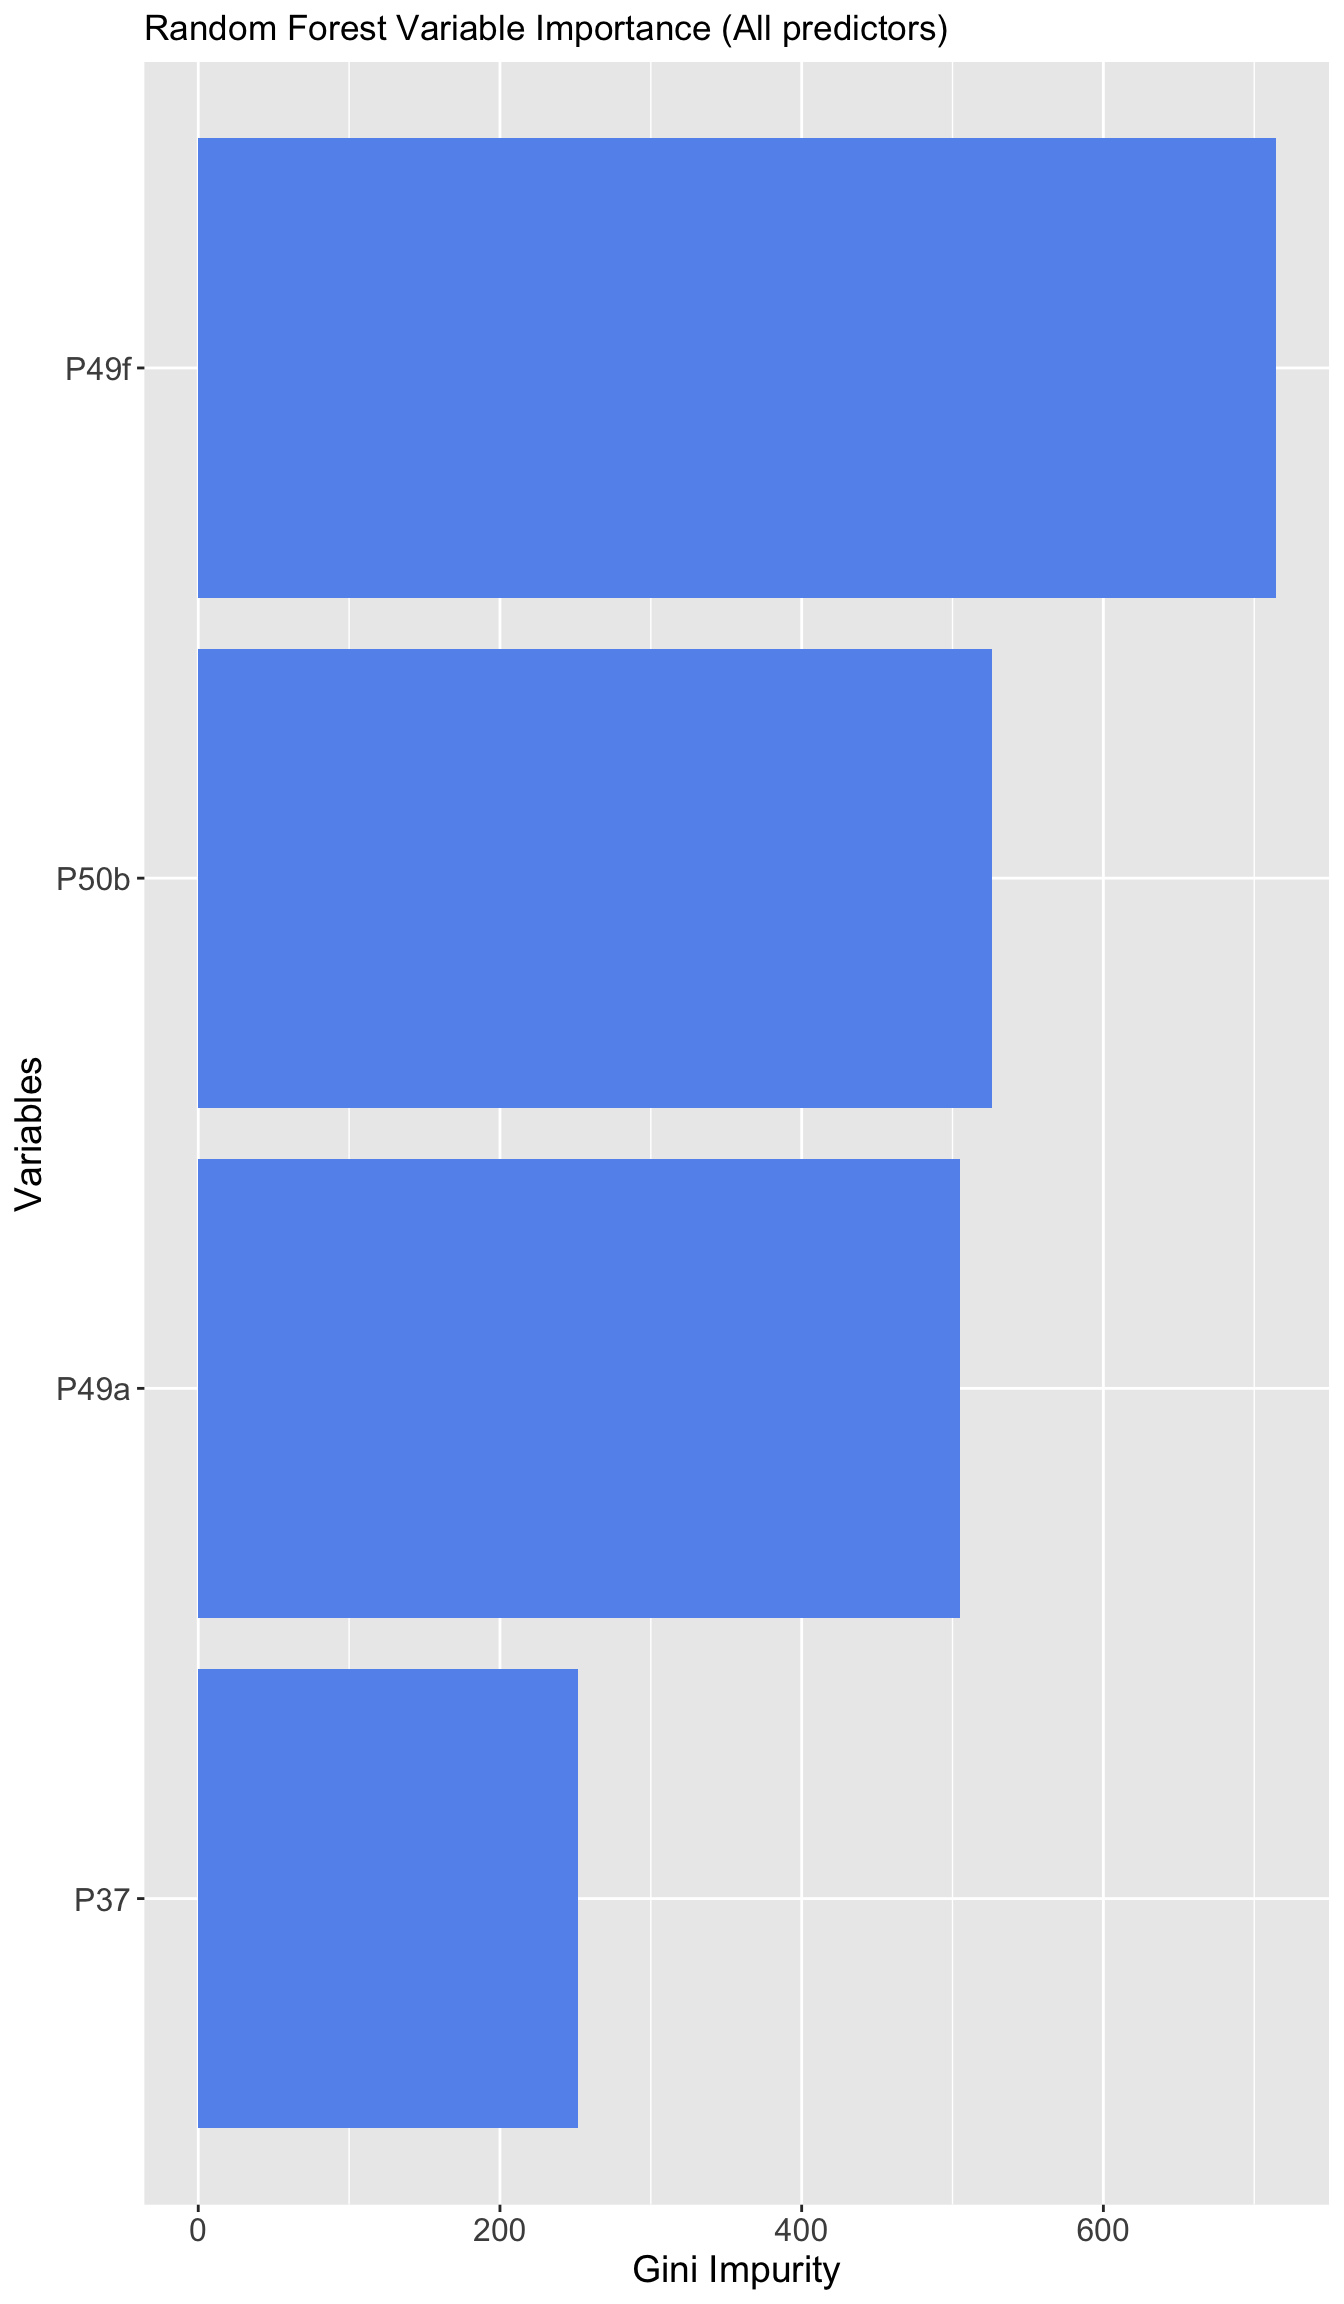 Random Forest Variable Importance (All predictors)
P49f
P50b
P49a
P37
Variables
0 200 400 600
Gini Impurity